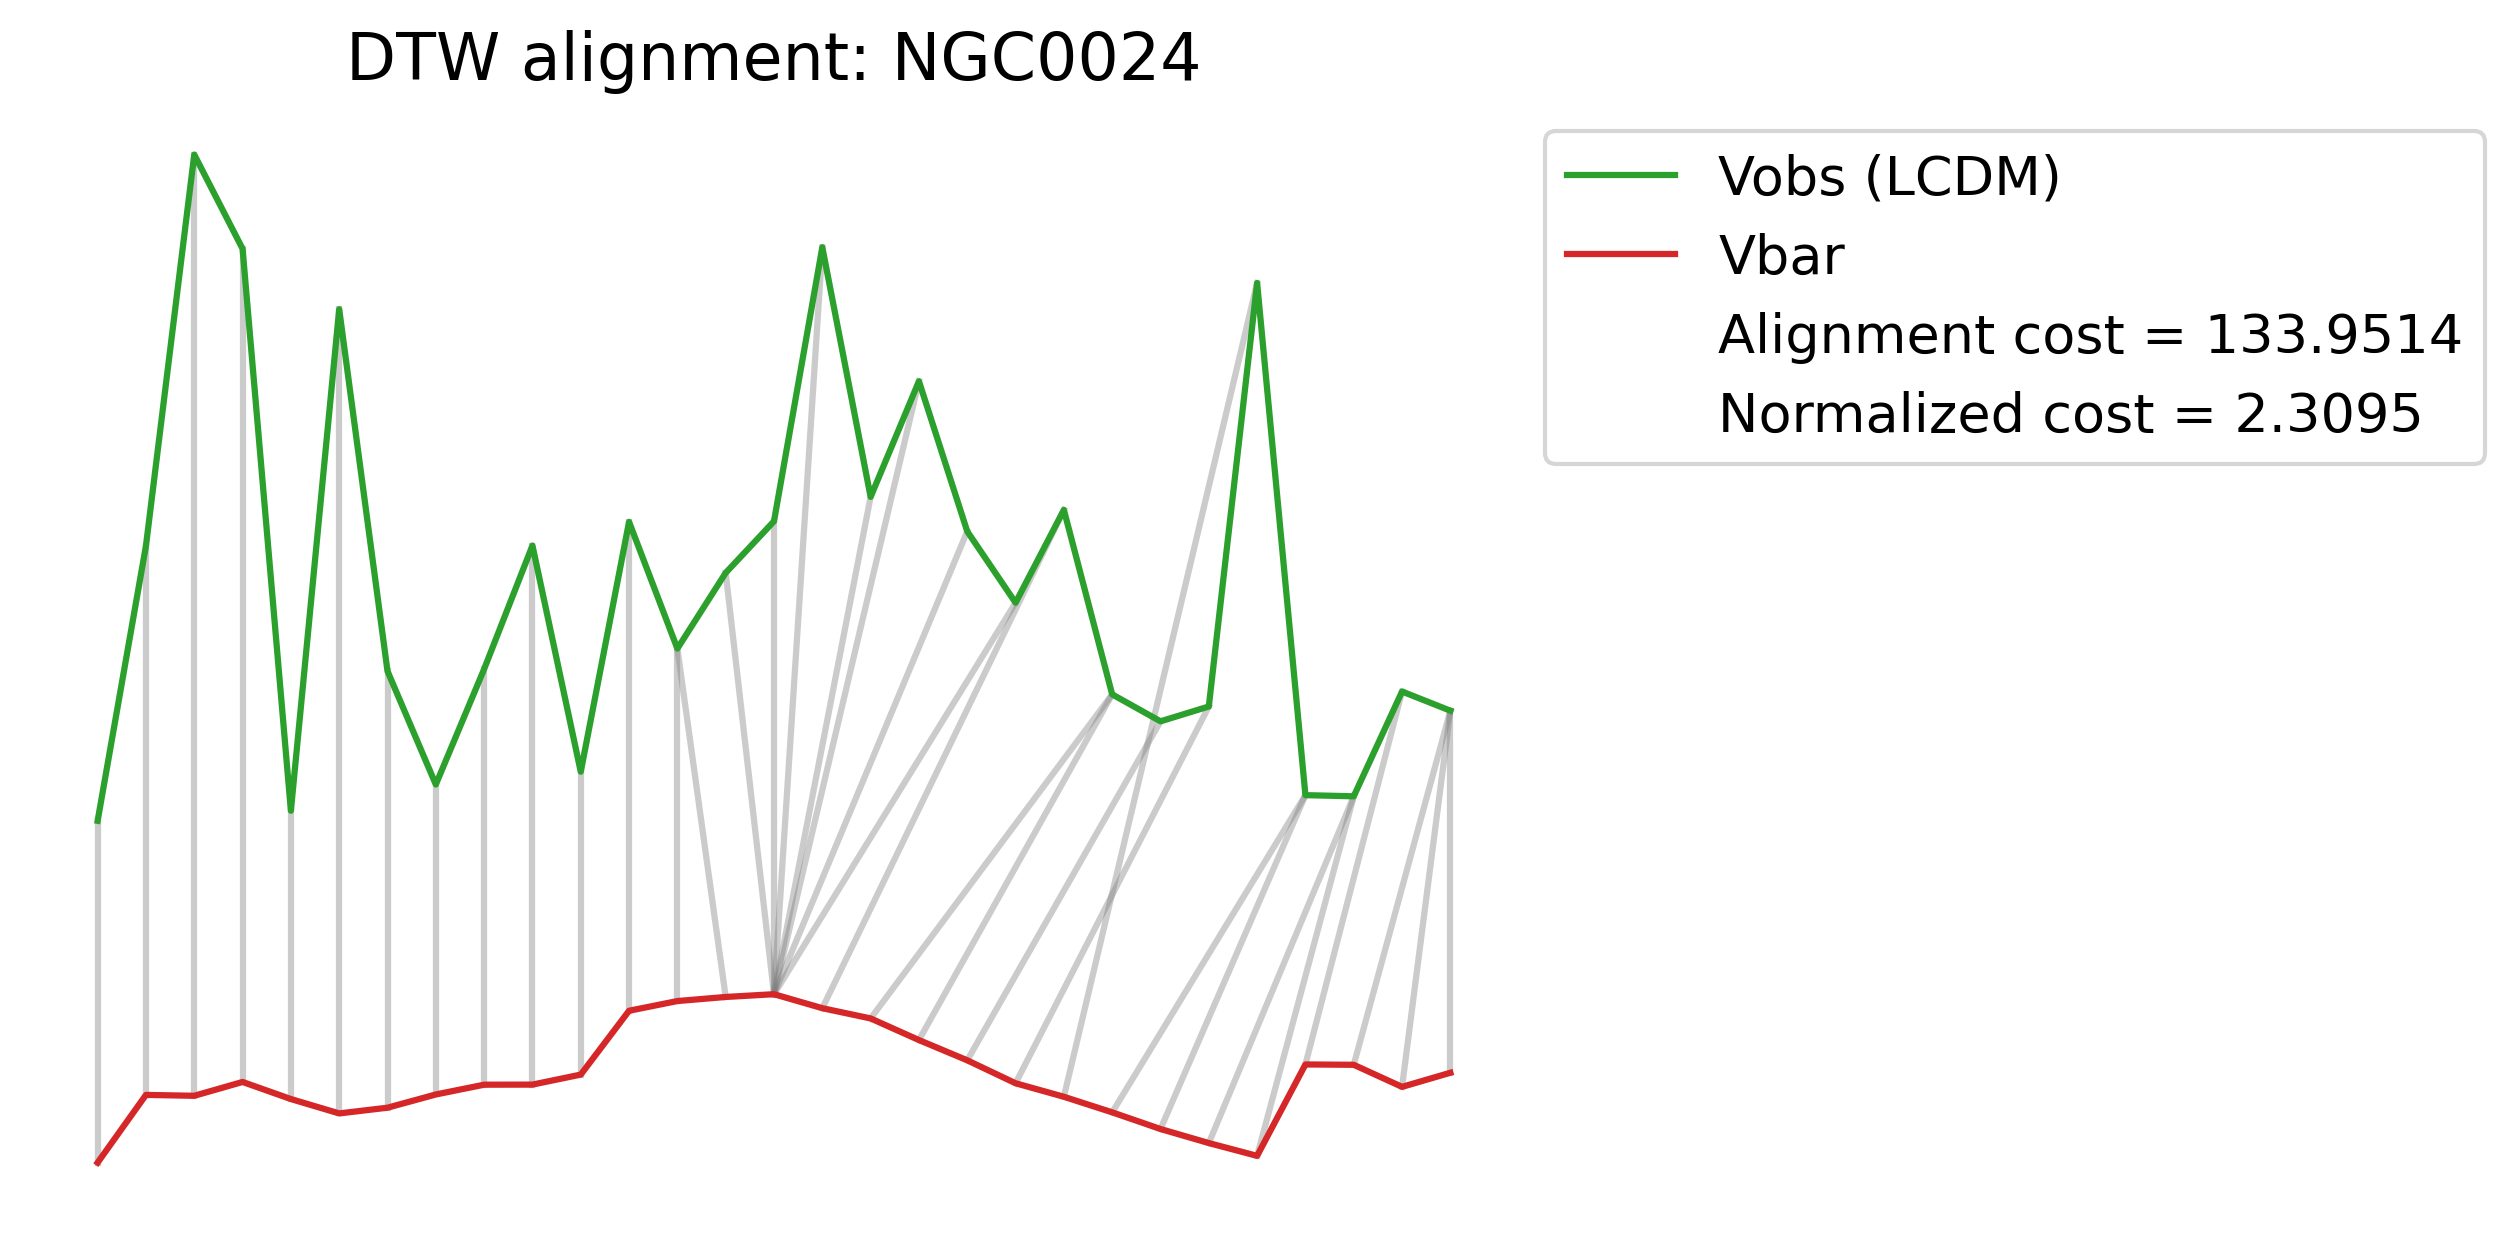 DTW alignment: NGC0024
Vobs (LCDM)
Vbar
Alignment cost = 133.9514
Normalized cost = 2.3095